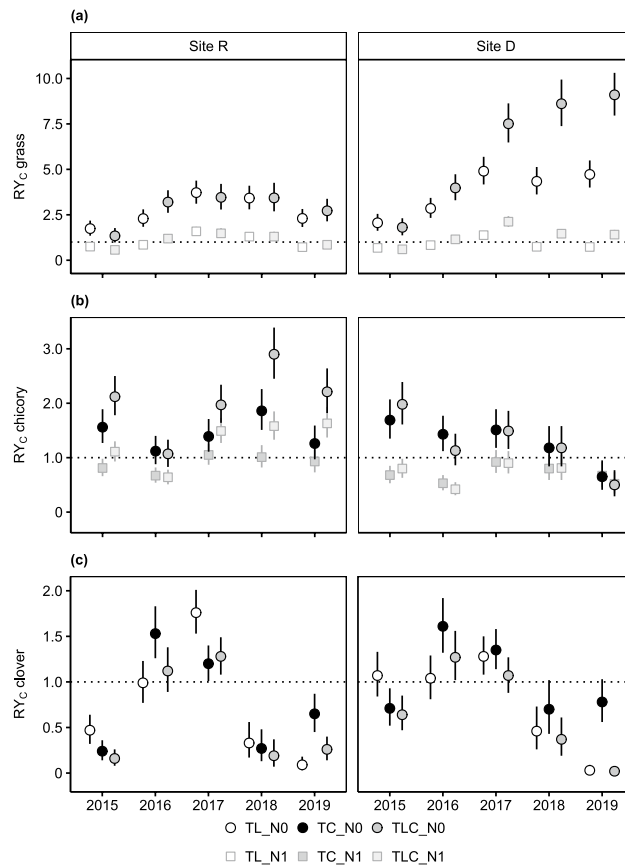 (a)
Site R
Site D
RYC grass
10.0
7.5
5.0
2.5
0
(b)
RYC chicory
3.0
2.0
1.0
0
(c)
RYC clover
2.0
1.5
1.0
0.5
0
2015 2016 2017 2018 2019
2015 2016 2017 2018 2019
TL_N0 TC_N0 TLC_N0
TL_N1 TC_N1 TLC_N1